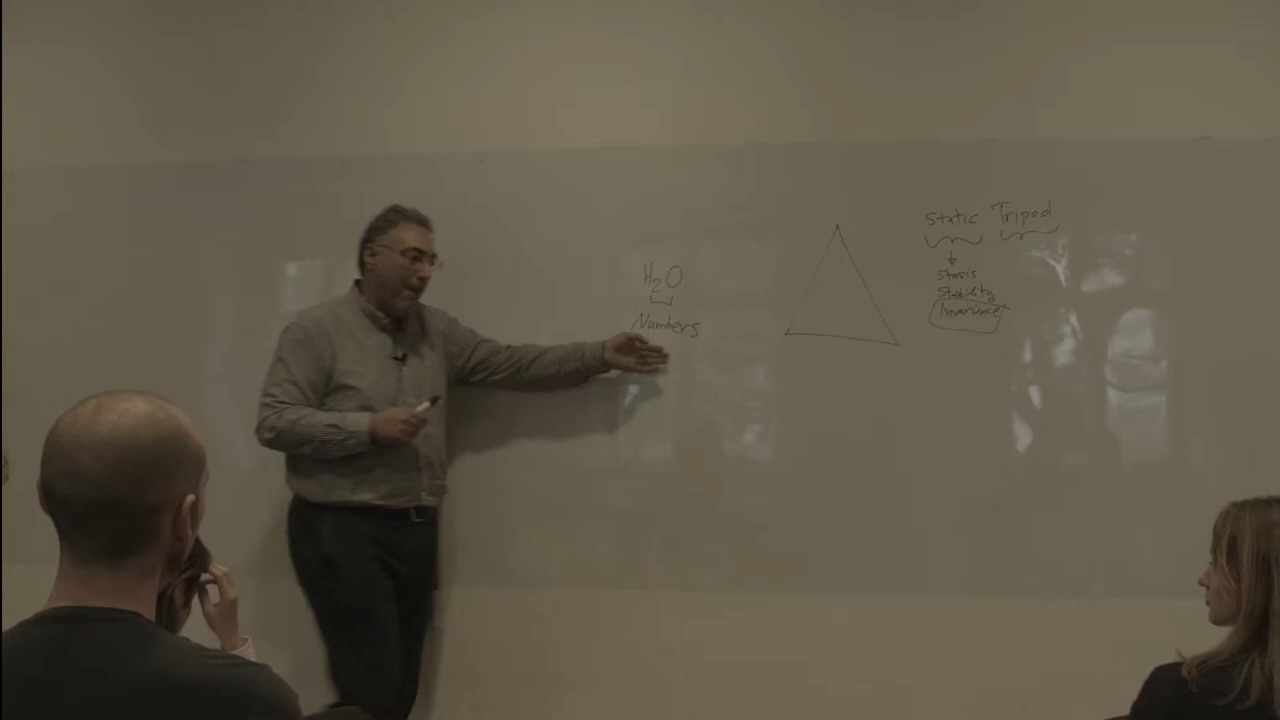 H2O
Numbers
Static Tripod
Stasis
Stability
Invariance